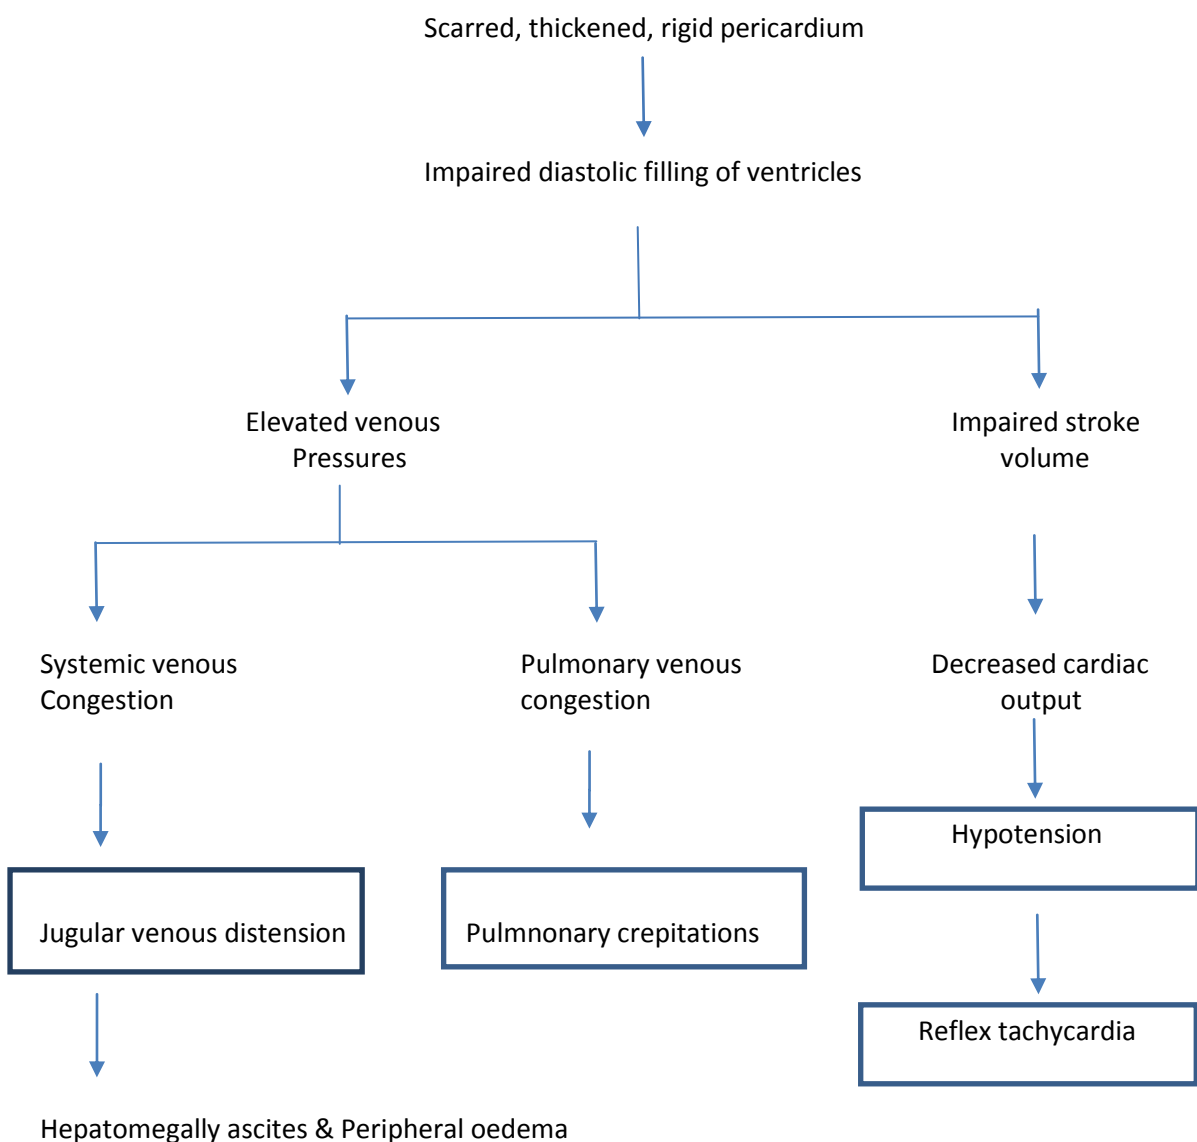 Scarred, thickened, rigid pericardium
Impaired diastolic filling of ventricles
Elevated venous
Pressures
Impaired stroke
volume
Systemic venous
Congestion
Pulmonary venous
congestion
Decreased cardiac
output
Hypotension
Jugular venous distension
Pulmnonary crepitations
Reflex tachycardia
Hepatomegally ascites & Peripheral oedema